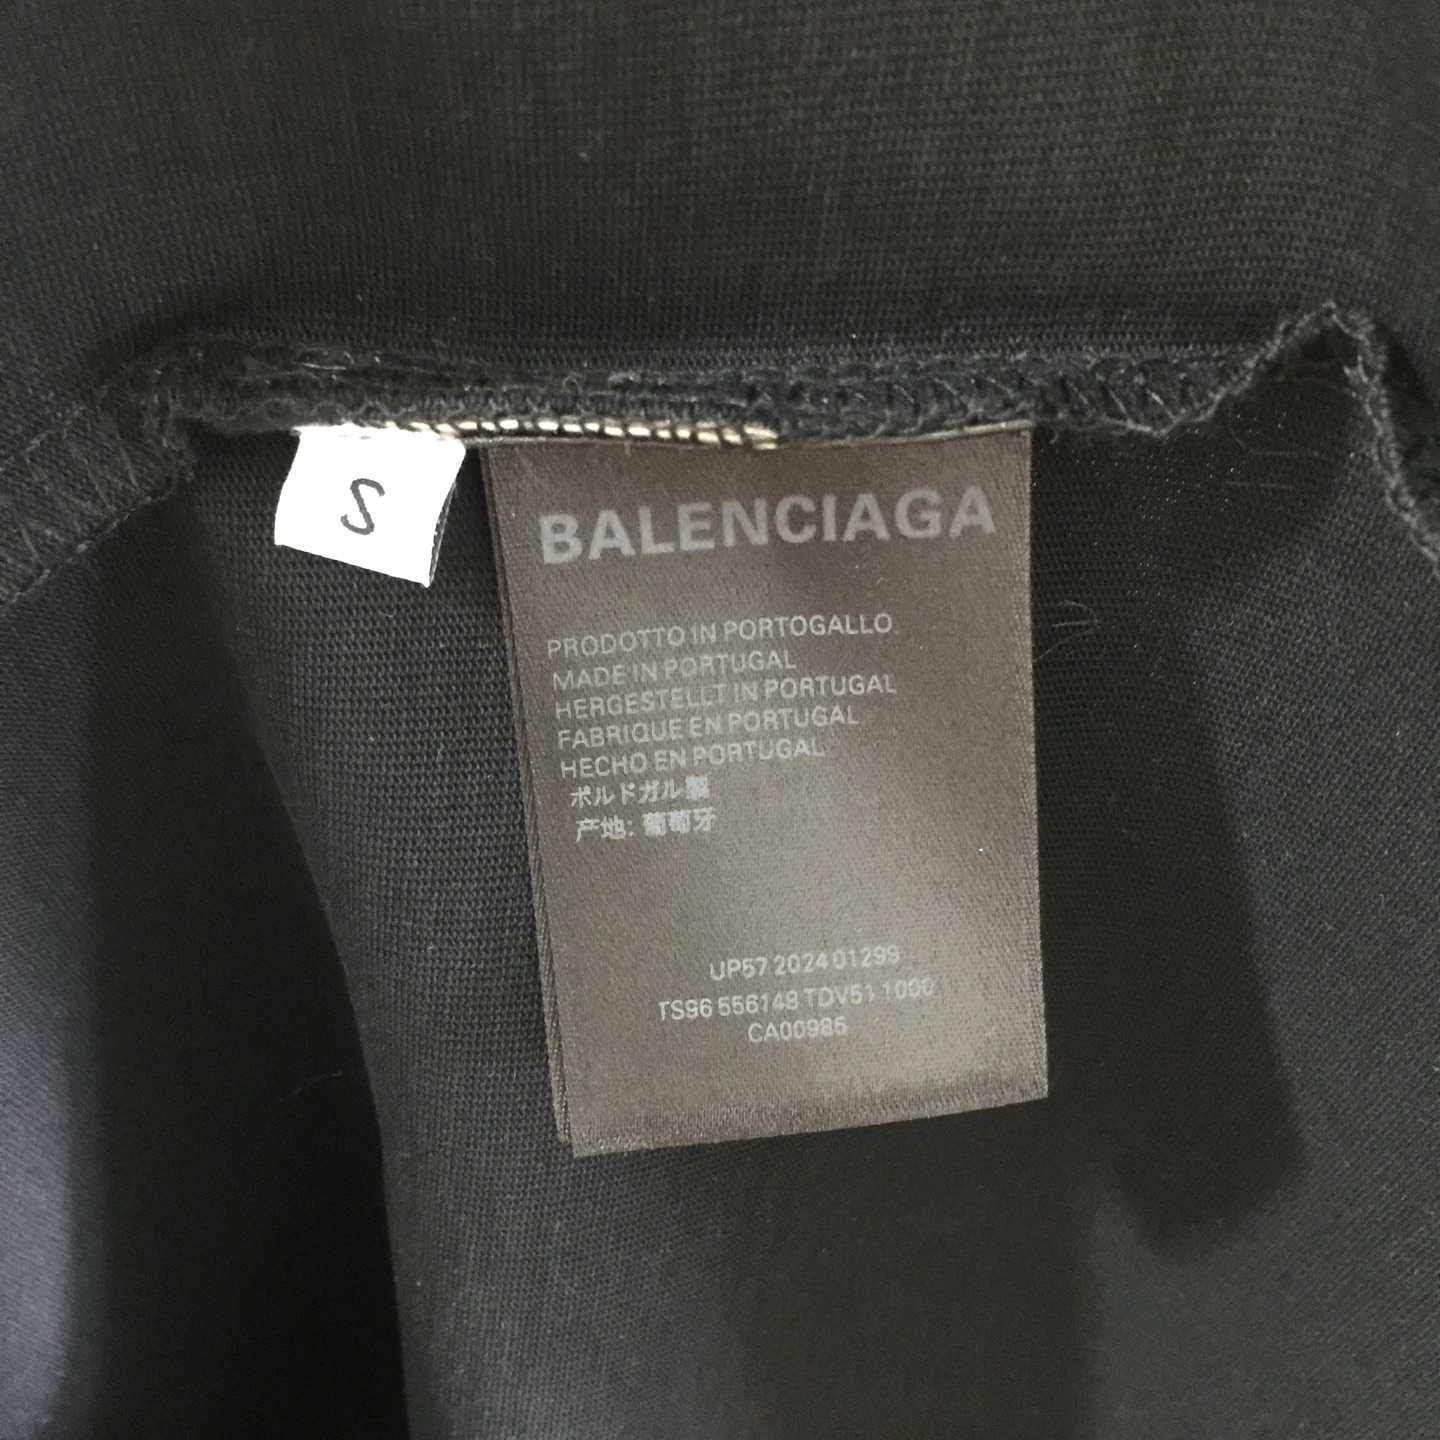 S
BALENCIAGA
PRODOTTO IN PORTOGALLO
MADE IN PORTUGAL
HERGESTELLT IN PORTUGAL
FABRIQUE EN PORTUGAL
HECHO EN PORTUGAL
ポルドガル製
产地: 葡萄牙
UP57 2024 01299
TS96 556148 TDV51 1000
CA00985